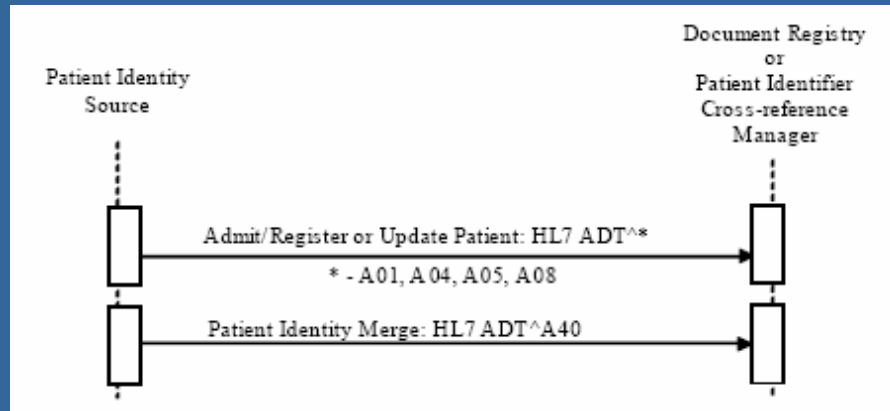 Document Registry
or
Patient Identifier
Cross-reference
Manager
Patient Identity
Source
Admit/Register or Update Patient: HL7 ADT^*
* - A01, A04, A05, A08
Patient Identity Merge: HL7 ADT^A40